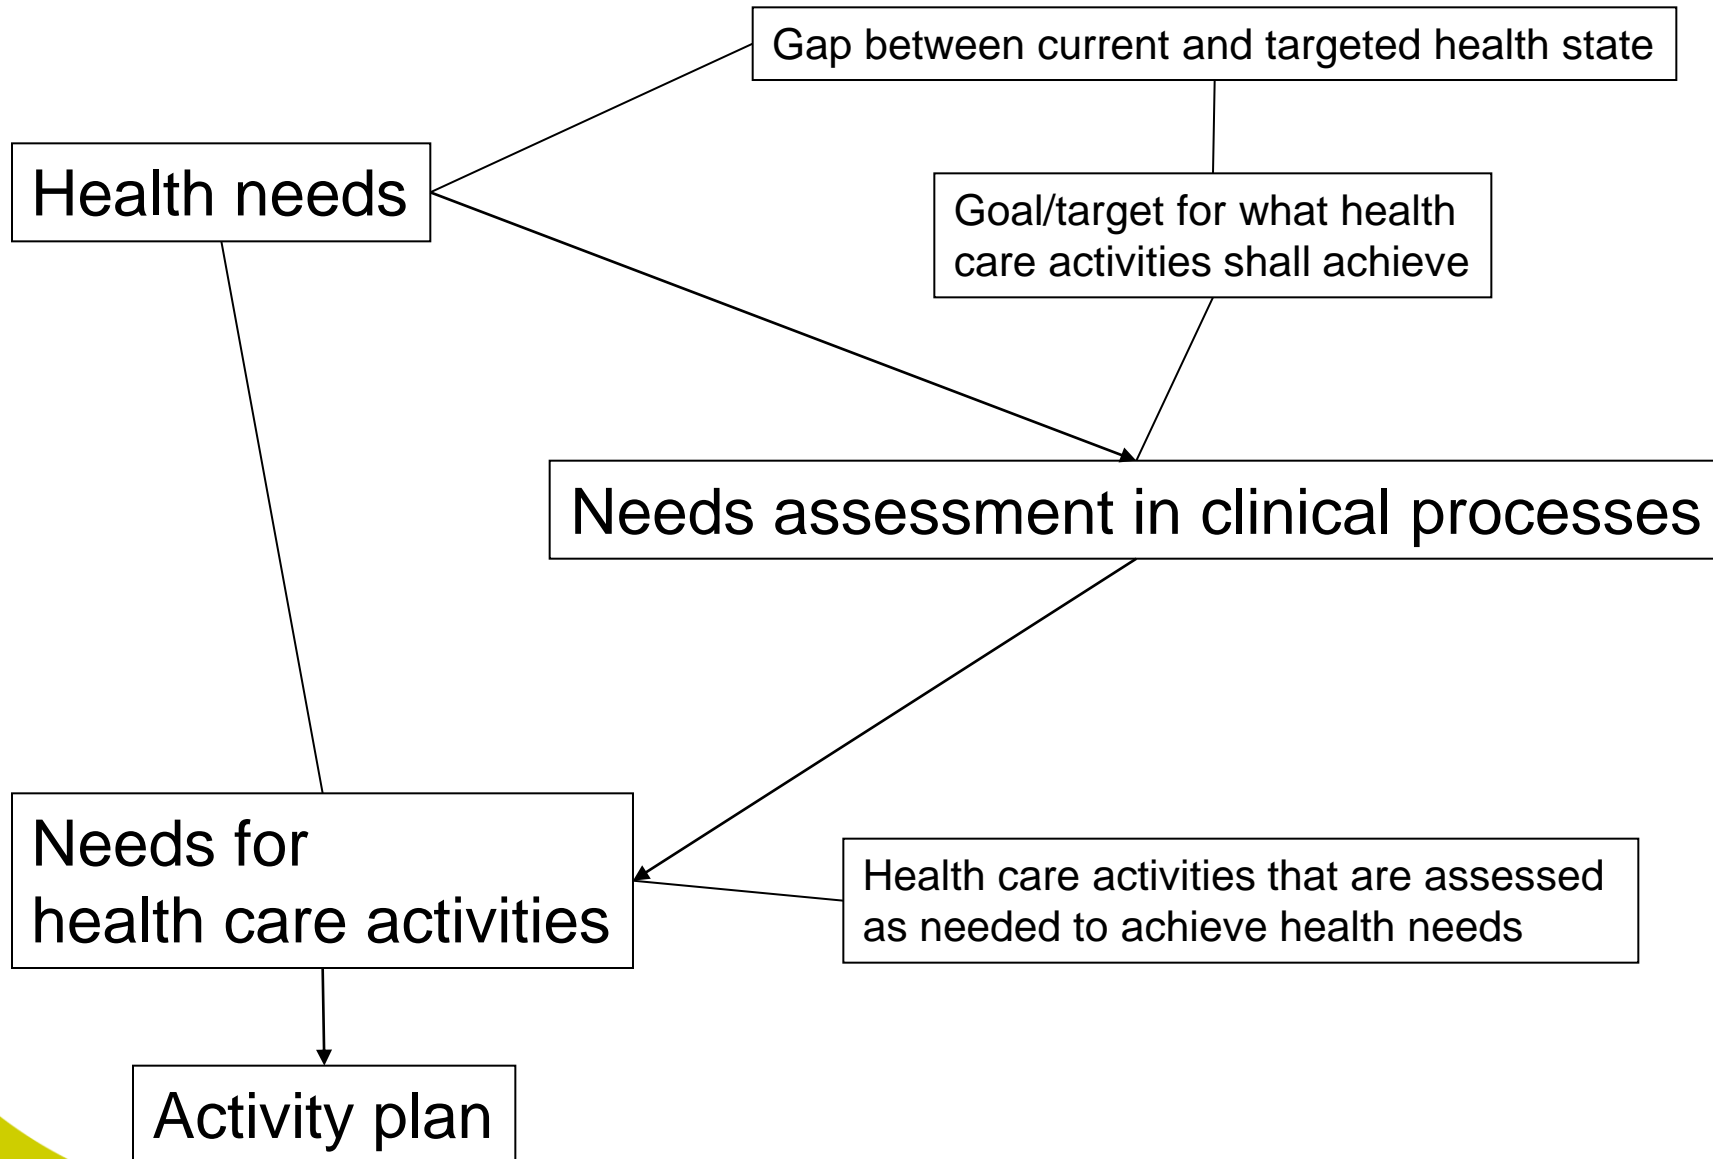 Gap between current and targeted health state
Health needs
Goal/target for what health
care activities shall achieve
Needs assessment in clinical processes
Needs for
health care activities
Health care activities that are assessed
as needed to achieve health needs
Activity plan